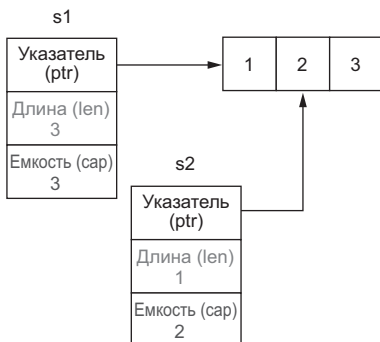 s1
Указатель
(ptr)
Длина (len)
3
Емкость (cap)
3
1 2 3
s2
Указатель
(ptr)
Длина (len)
1
Емкость (cap)
2